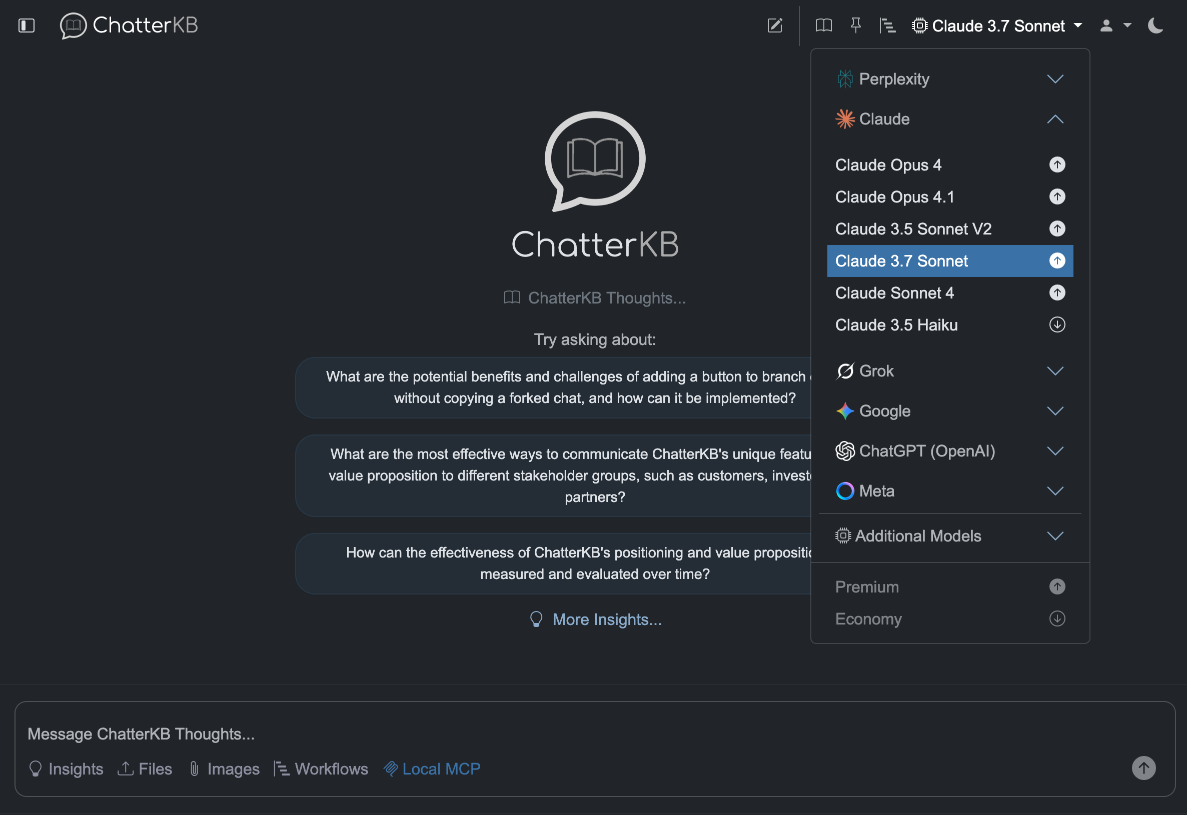 ChatterKB
Claude 3.7 Sonnet
Perplexity
Claude
Claude Opus 4
Claude Opus 4.1
Claude 3.5 Sonnet V2
Claude 3.7 Sonnet
Claude Sonnet 4
Claude 3.5 Haiku
Grok
Google
ChatGPT (OpenAI)
Meta
Additional Models
Premium
Economy
ChatterKB
ChatterKB Thoughts...
Try asking about:
What are the potential benefits and challenges of adding a button to branch
without copying a forked chat, and how can it be implemented?
What are the most effective ways to communicate ChatterKB's unique featu
value proposition to different stakeholder groups, such as customers, invest
partners?
How can the effectiveness of ChatterKB's positioning and value propositi
measured and evaluated over time?
More Insights...
Message ChatterKB Thoughts...
Insights Files Images Workflows Local MCP